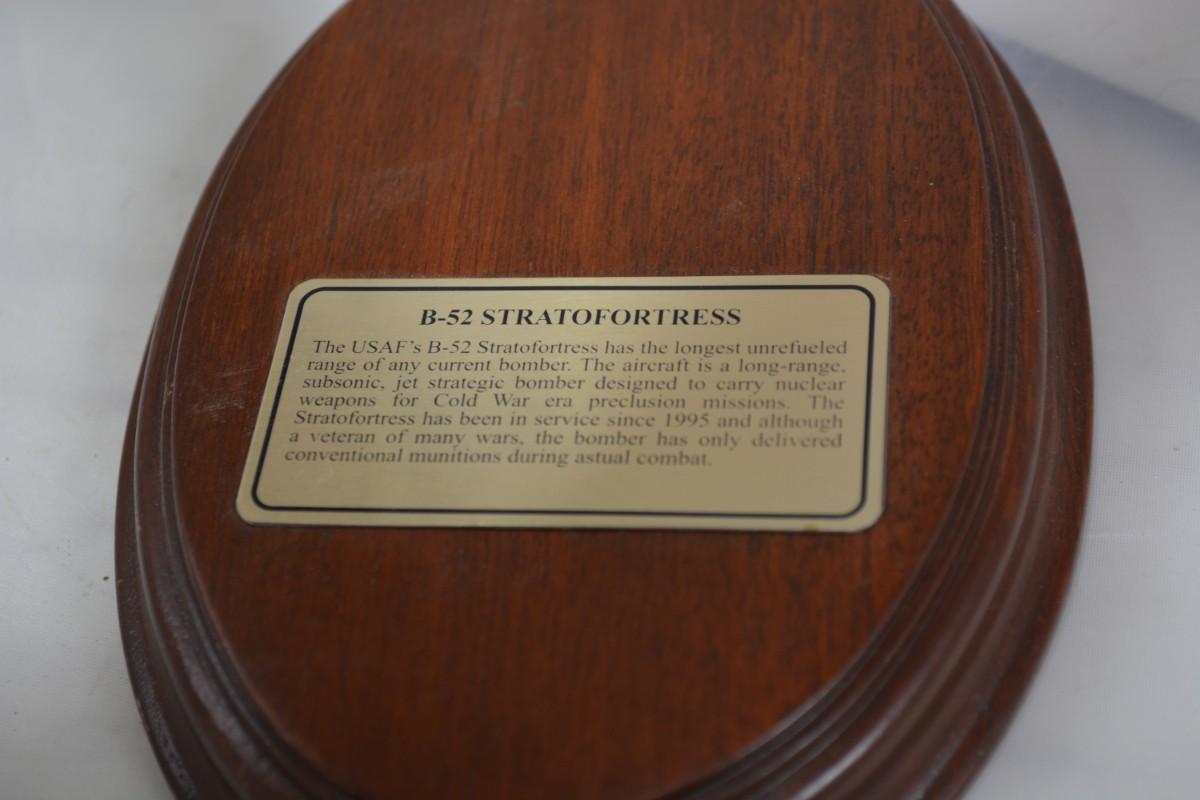 B-52 STRATOFORTRESS
The USAF's B-52 Stratofortress has the longest unrefueled
range of any current bomber. The aircraft is a long-range,
subsonic, jet strategic bomber designed to carry nuclear
weapons for Cold War era preclusion missions. The
Stratofortress has been in service since 1995 and although
a veteran of many wars, the bomber has only delivered
conventional munitions during astual combat.